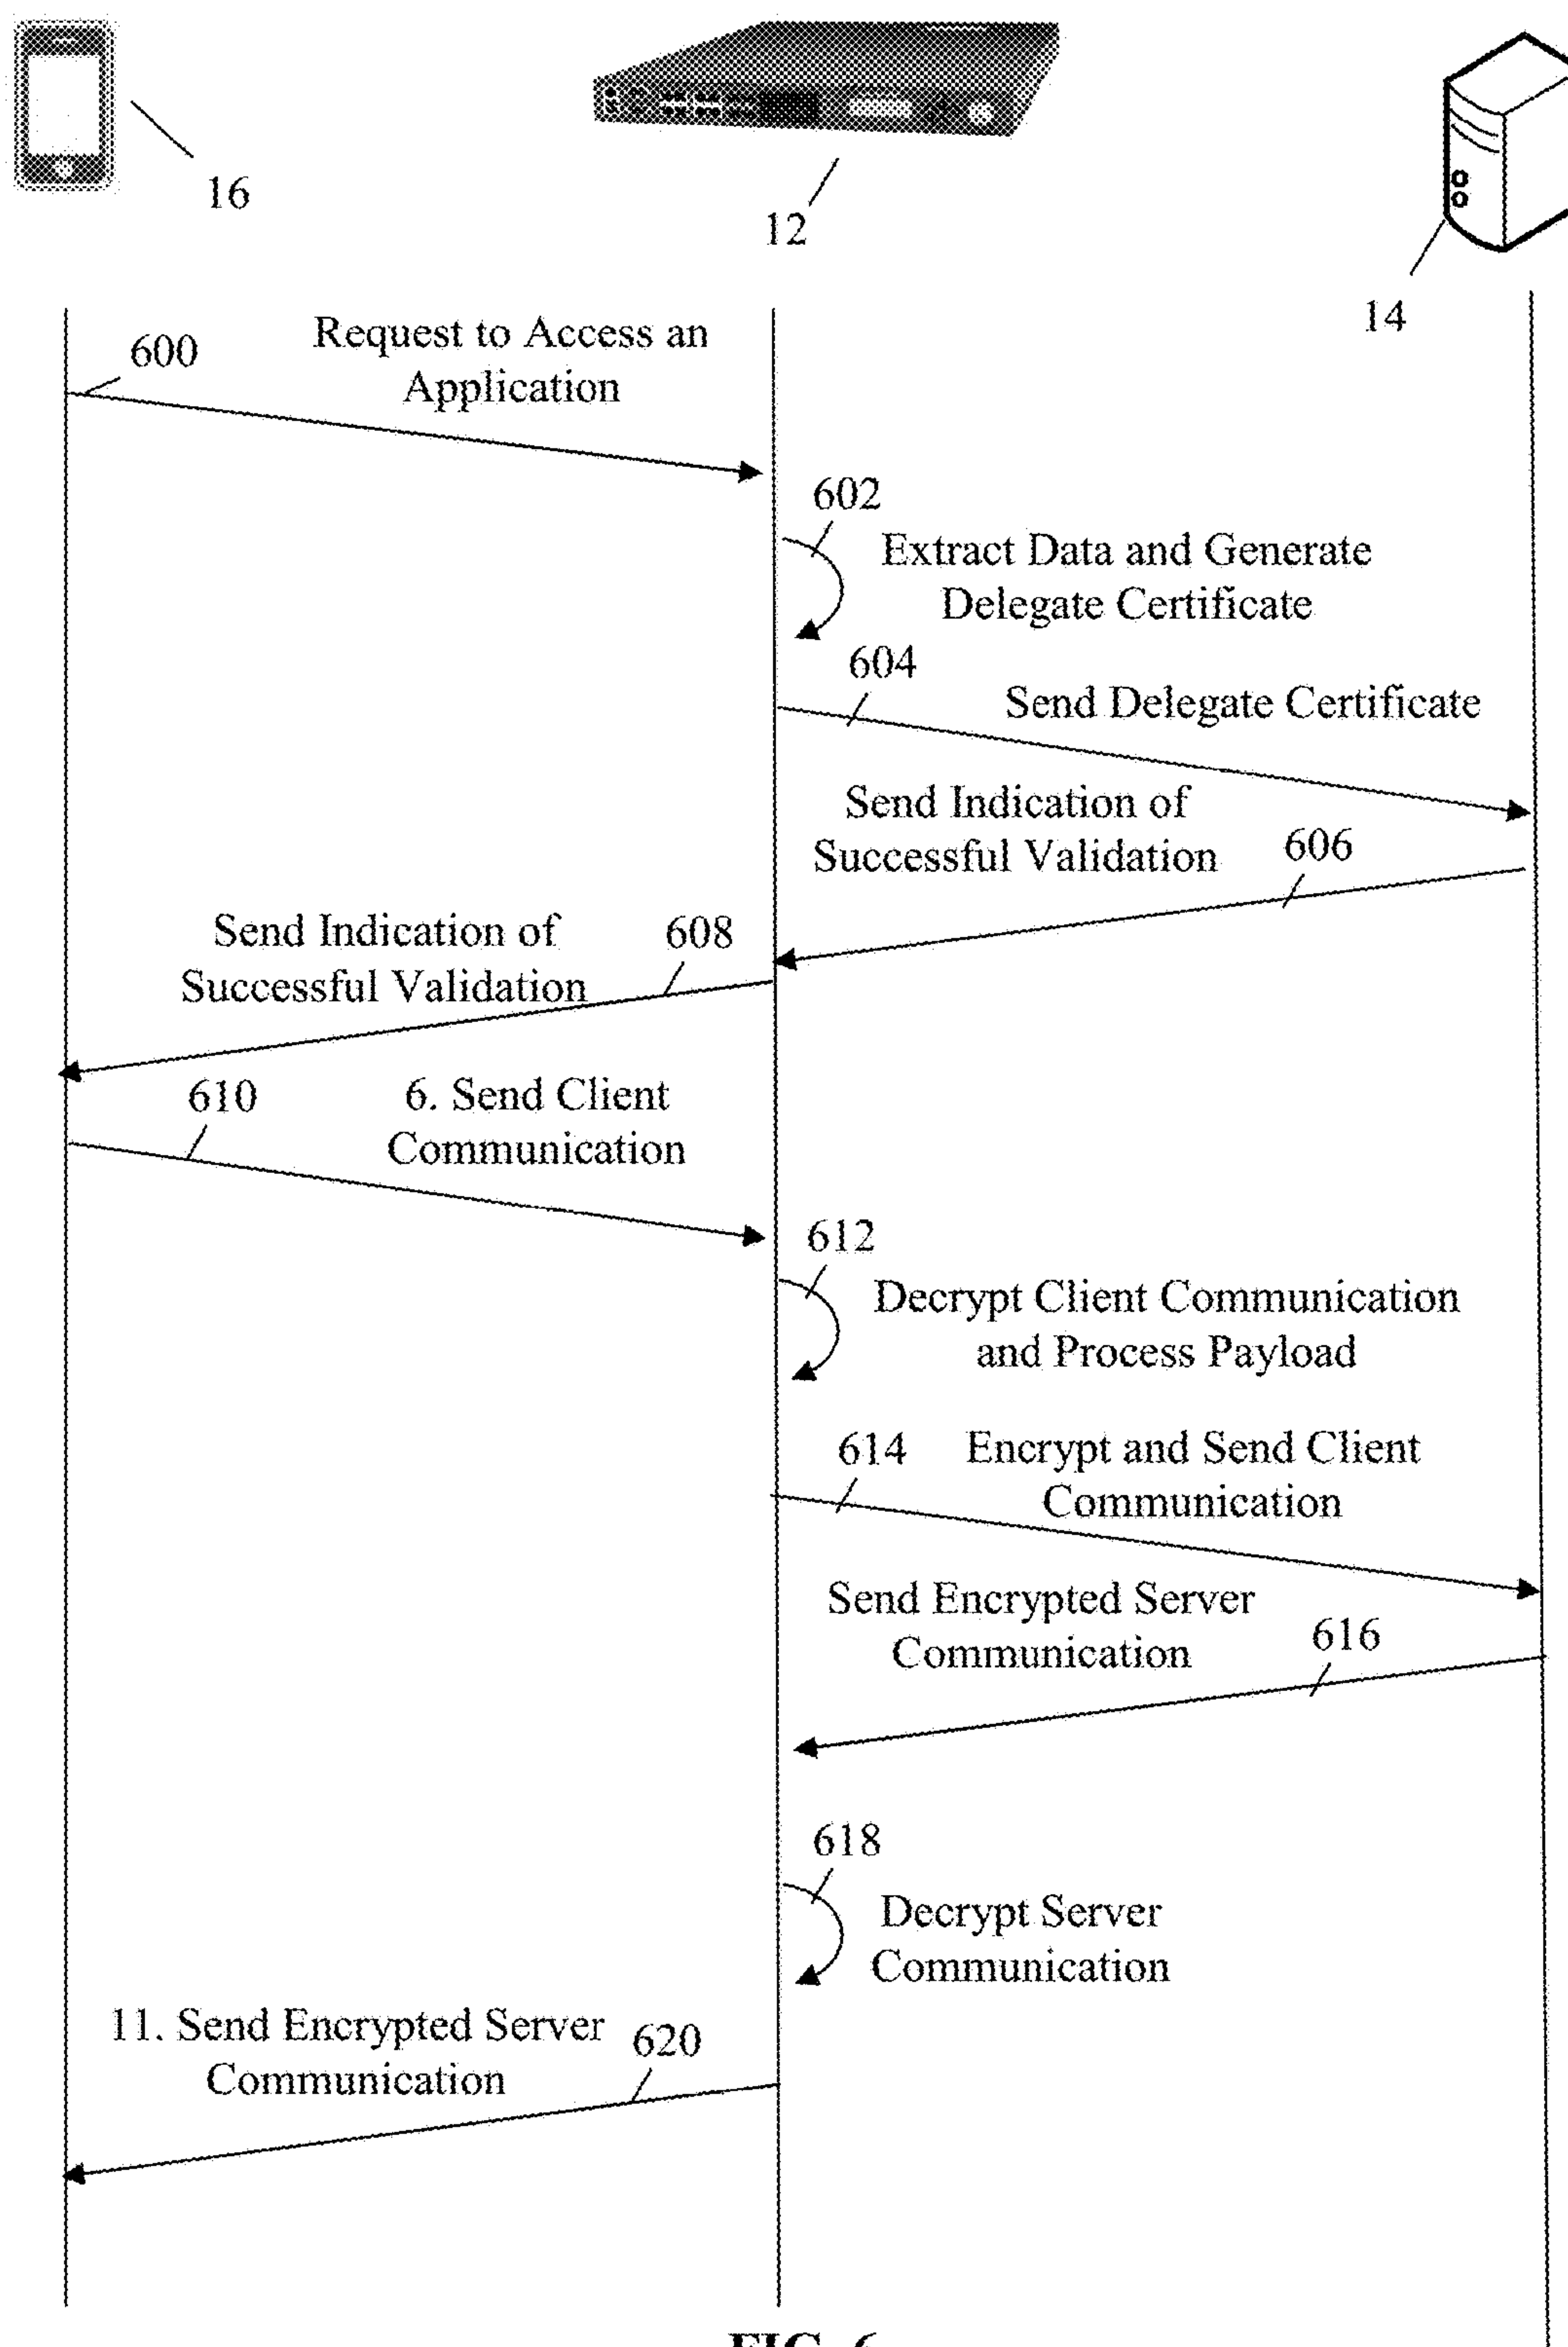 16
12
14
600
Request to Access an
Application
602
Extract Data and Generate
Delegate Certificate
604
Send Delegate Certificate
Send Indication of
Successful Validation
606
Send Indication of
Successful Validation
608
610
6. Send Client
Communication
612
Decrypt Client Communication
and Process Payload
614
Encrypt and Send Client
Communication
Send Encrypted Server
Communication
616
618
Decrypt Server
Communication
11. Send Encrypted Server
Communication
620
FIG. 6